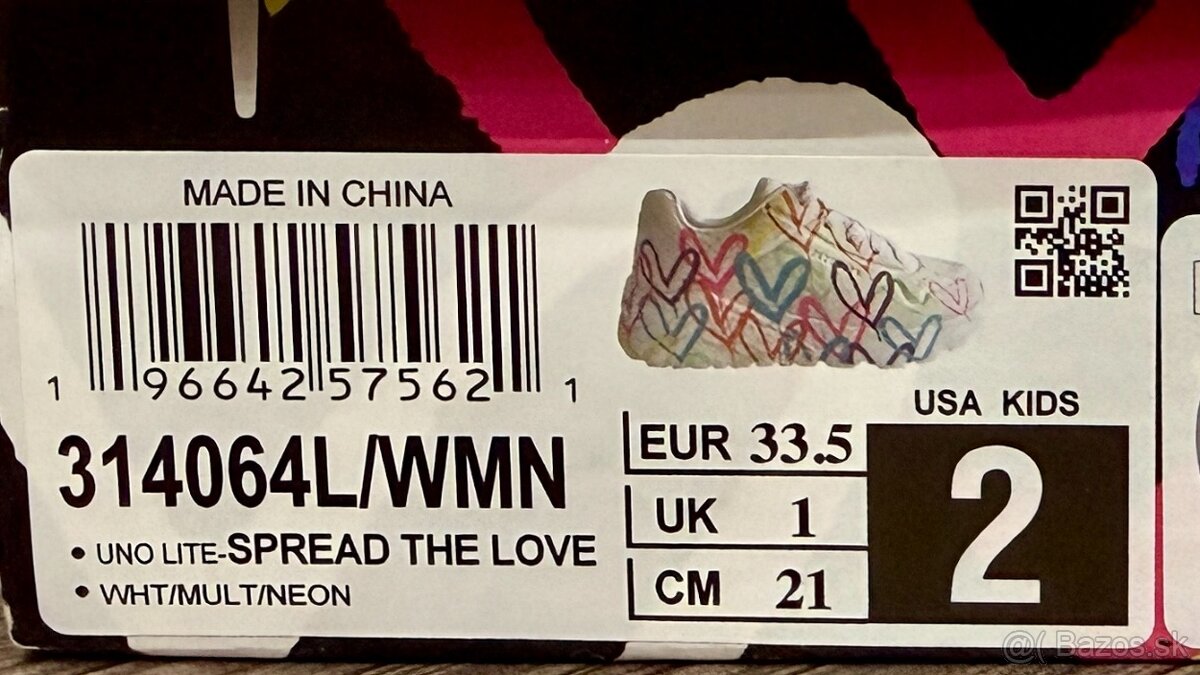 MADE IN CHINA
1 96642 57562 1
314064L/WMN
• UNO LITE-SPREAD THE LOVE
• WHT/MULT/NEON
USA KIDS
2
EUR 33.5
UK 1
CM 21
@( Bazos.sk